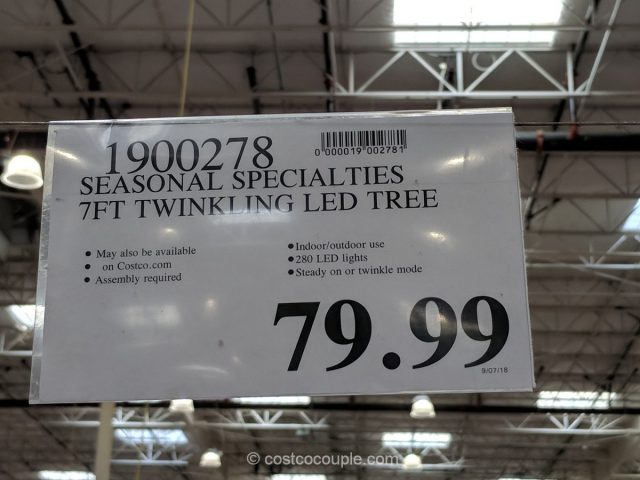 1900278
0 000019 002781
SEASONAL SPECIALTIES
7FT TWINKLING LED TREE
• May also be available
• on Costco.com
• Assembly required
• Indoor/outdoor use
• 280 LED lights
• Steady on or twinkle mode
79.99
9/07/18
© costcocouple.com